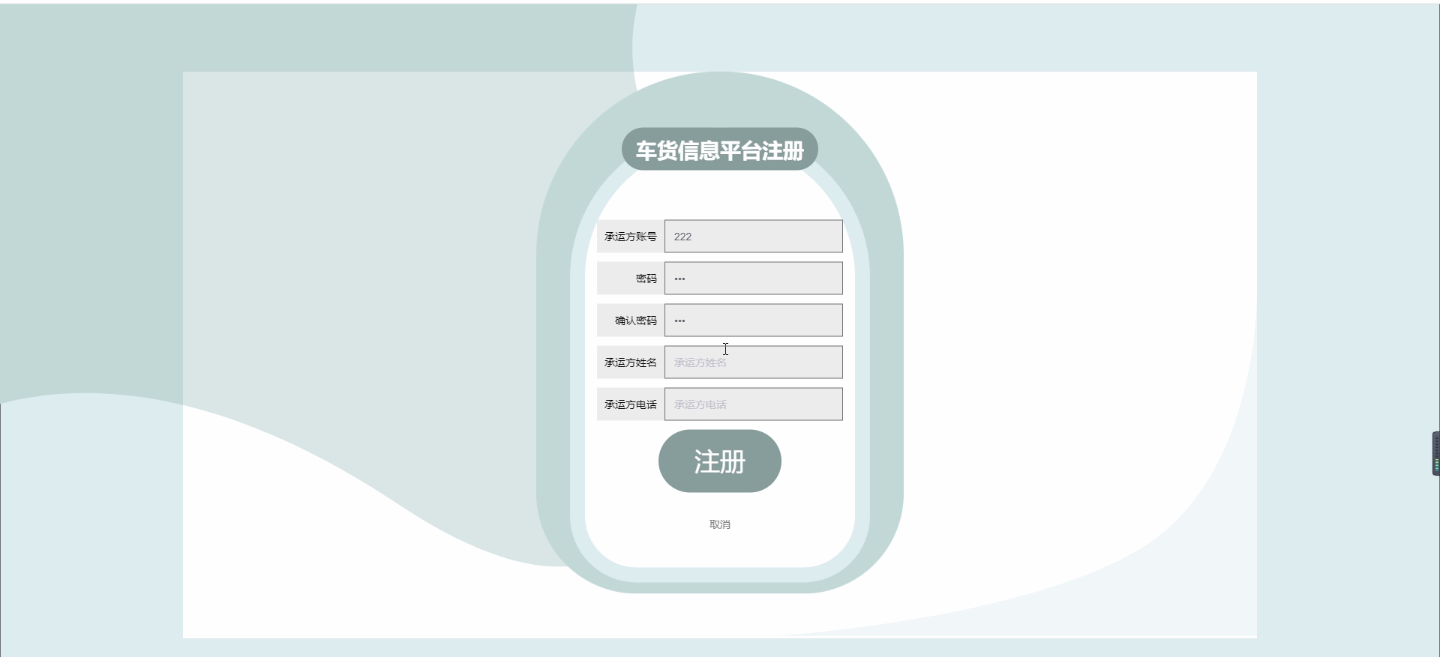 车货信息平台注册
承运方账号 222
密码 •••
确认密码 •••
承运方姓名 承运方姓名
承运方电话 承运方电话
注册
取消